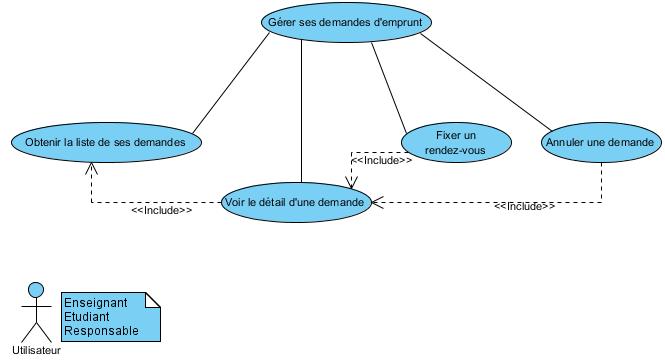 Gérer ses demandes d'emprunt
Obtenir la liste de ses demandes
Fixer un
rendez-vous
Annuler une demande
<<Include>>
Voir le détail d'une demande
<<Include>>
<<Include>>
Enseignant
Etudiant
Responsable
Utilisateur